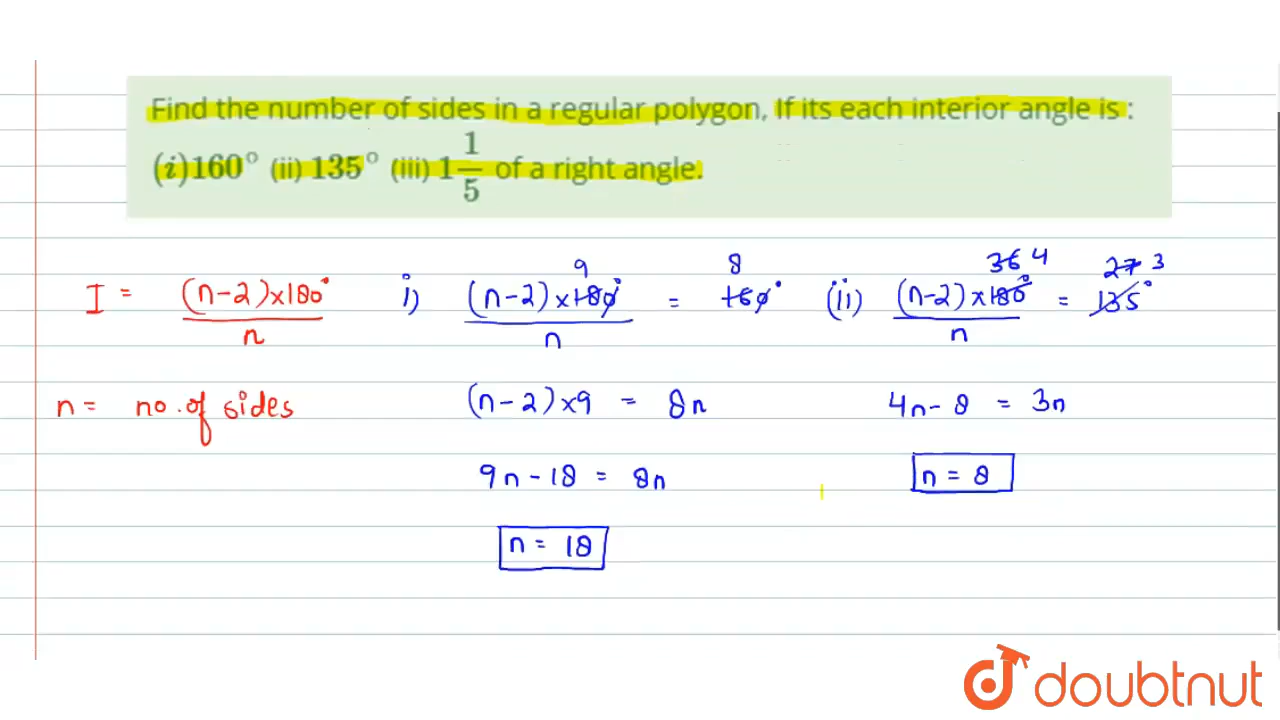 Find the number of sides in a regular polygon, If its each interior angle is :
(i)160° (ii) 135° (iii) 1 1/5 of a right angle.
I = (n-2)×180° / n
n = no. of sides
i) (n-2)×180° / n = 160°
9 8
(n-2)×9 = 8n
9n-18 = 8n
n = 18
(ii) (n-2)×180° / n = 135°
36 4 27 3
4n-8 = 3n
n = 8
doubtnut